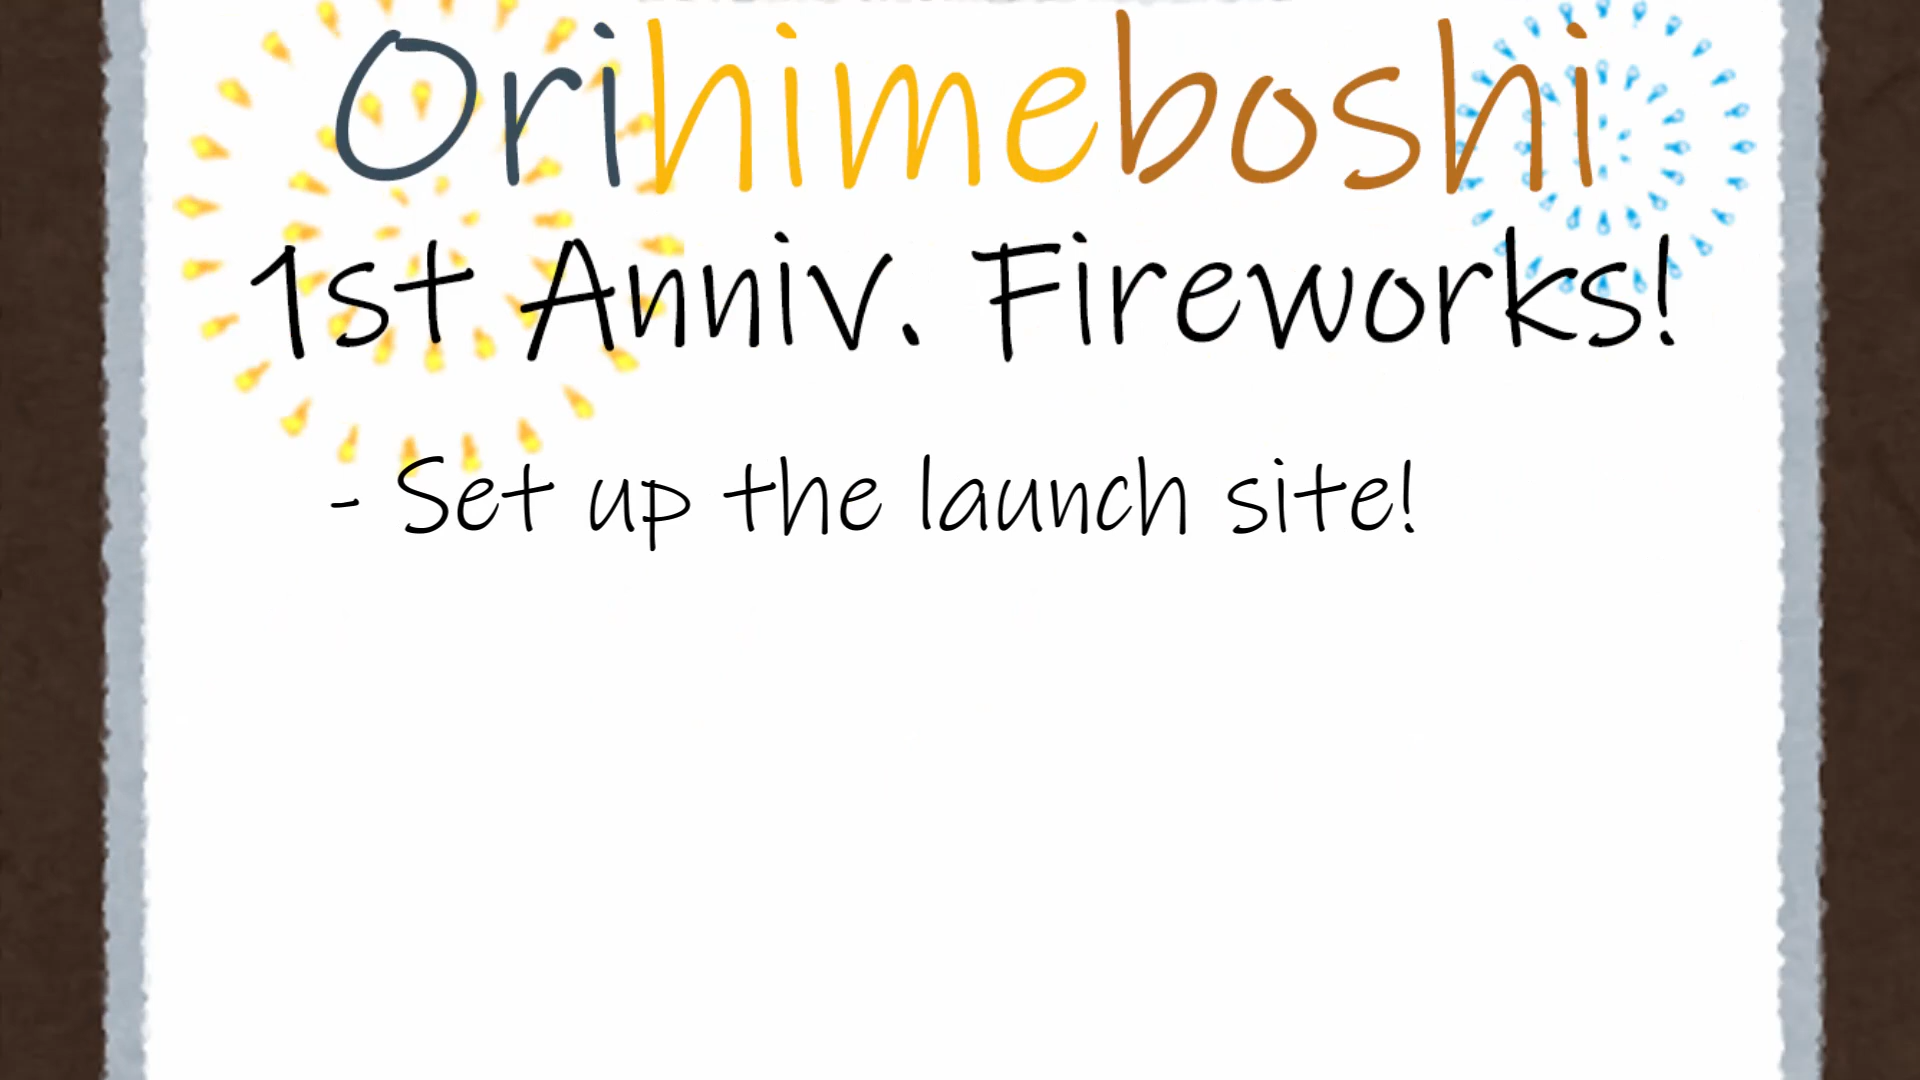 Orihimeboshi
1st Anniv. Fireworks!
- Set up the launch site!